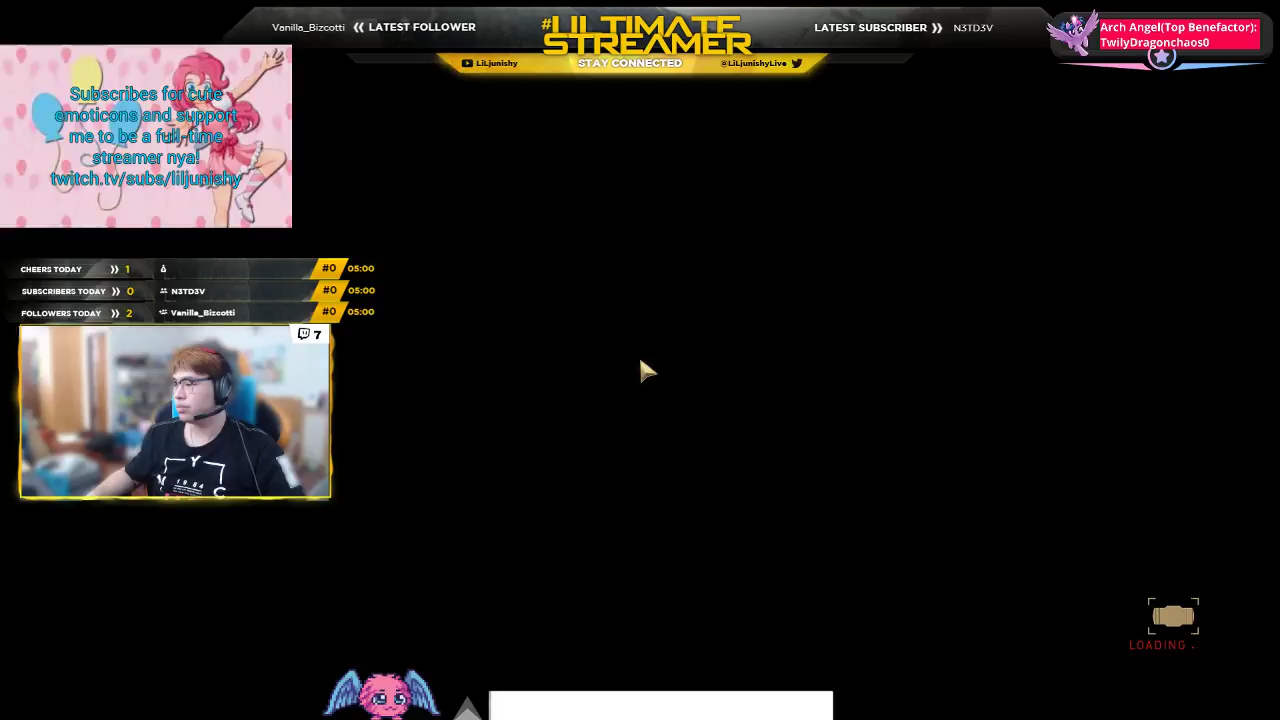 Vanilla_Bizcotti
LATEST FOLLOWER
#ULTIMATE
STREAMER
LATEST SUBSCRIBER
N3TD3V
Arch Angel(Top Benefactor):
TwilyDragonchaos0
LiLjunishy
STAY CONNECTED
@LiLjunishyLive
Subscribes for cute
emoticons and support
me to be a full-time
streamer nya!
twitch.tv/subs/liljunishy
CHEERS TODAY 1 #0 05:00
SUBSCRIBERS TODAY 0 N3TD3V #0 05:00
FOLLOWERS TODAY 2 Vanilla_Bizcotti #0 05:00
7
Y
1984
C
LOADING .